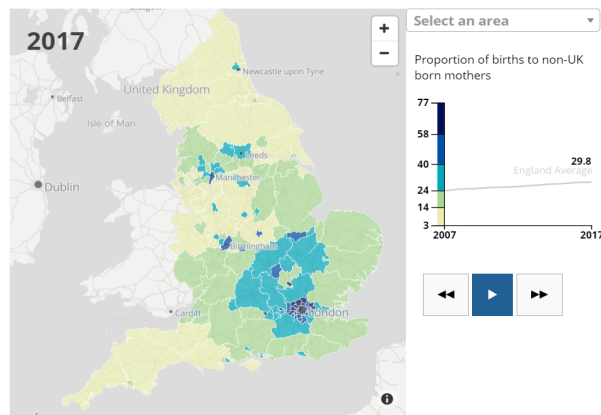 2017
+
−
Newcastle upon Tyne
United Kingdom
Belfast
Isle of Man
Leeds
Manchester
Dublin
Birmingham
Cardiff
London
Select an area
Proportion of births to non-UK
born mothers
77
58
40
24
14
3
29.8
England Average
2007
2017